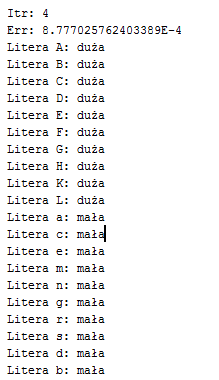 Itr: 4
Err: 8.777025762403389E-4
Litera A: duża
Litera B: duża
Litera C: duża
Litera D: duża
Litera E: duża
Litera F: duża
Litera G: duża
Litera H: duża
Litera K: duża
Litera L: duża
Litera a: mała
Litera c: mała
Litera e: mała
Litera m: mała
Litera n: mała
Litera g: mała
Litera r: mała
Litera s: mała
Litera d: mała
Litera b: mała